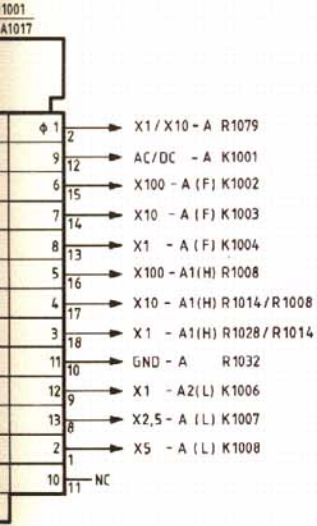 1001
A1017
φ 1 2 X1/X10 - A R1079
9 12 AC/DC - A K1001
6 15 X100 - A (F) K1002
7 14 X10 - A (F) K1003
8 13 X1 - A (F) K1004
5 16 X100 - A1(H) R1008
4 17 X10 - A1(H) R1014/R1008
3 18 X1 - A1(H) R1028/R1014
11 10 GND - A R1032
12 9 X1 - A2(L) K1006
13 8 X2,5 - A (L) K1007
2 1 X5 - A (L) K1008
10 11 NC